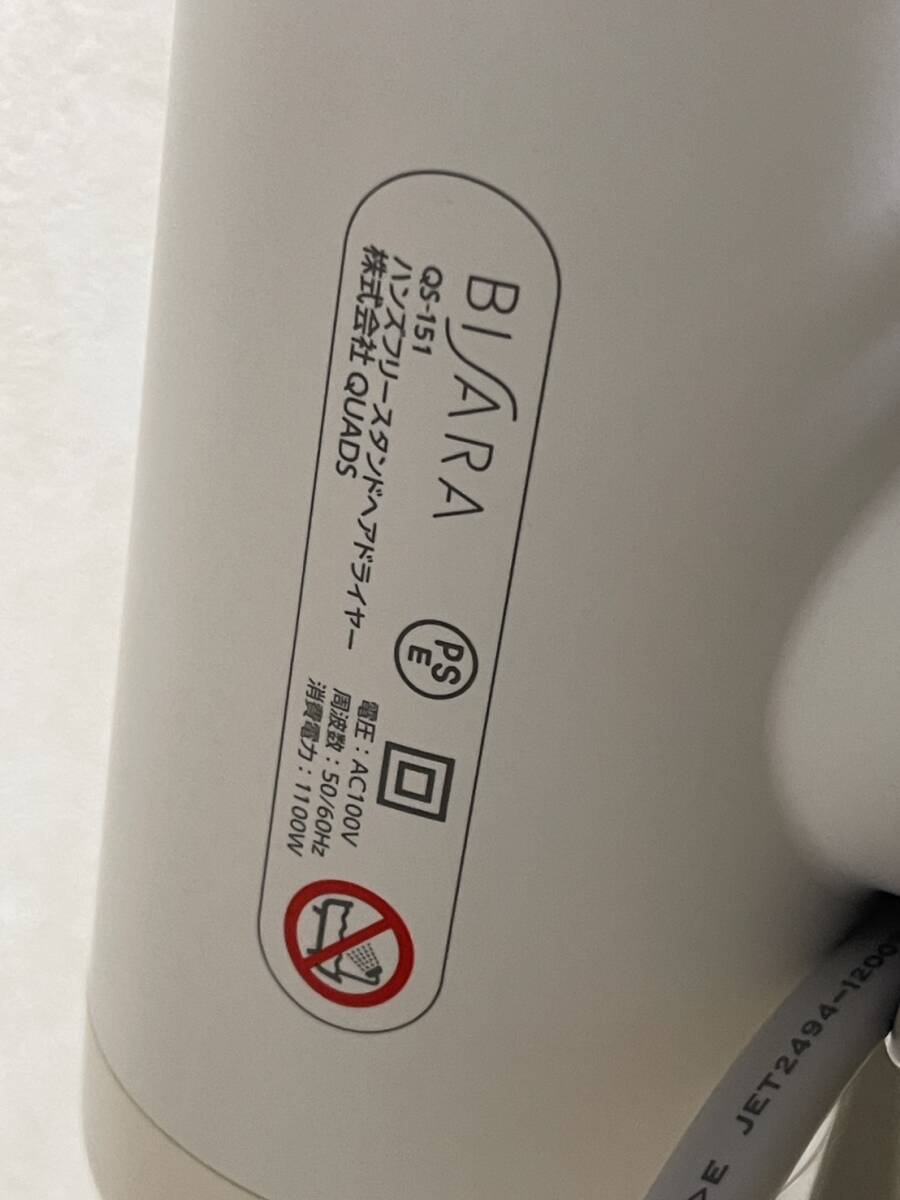 BIJARA
QS-151
ハンズフリースタンドヘアドライヤー
株式会社 QUADS
PS
E
電圧：AC100V
周波数：50/60Hz
消費電力：1100W
JET2494-1200